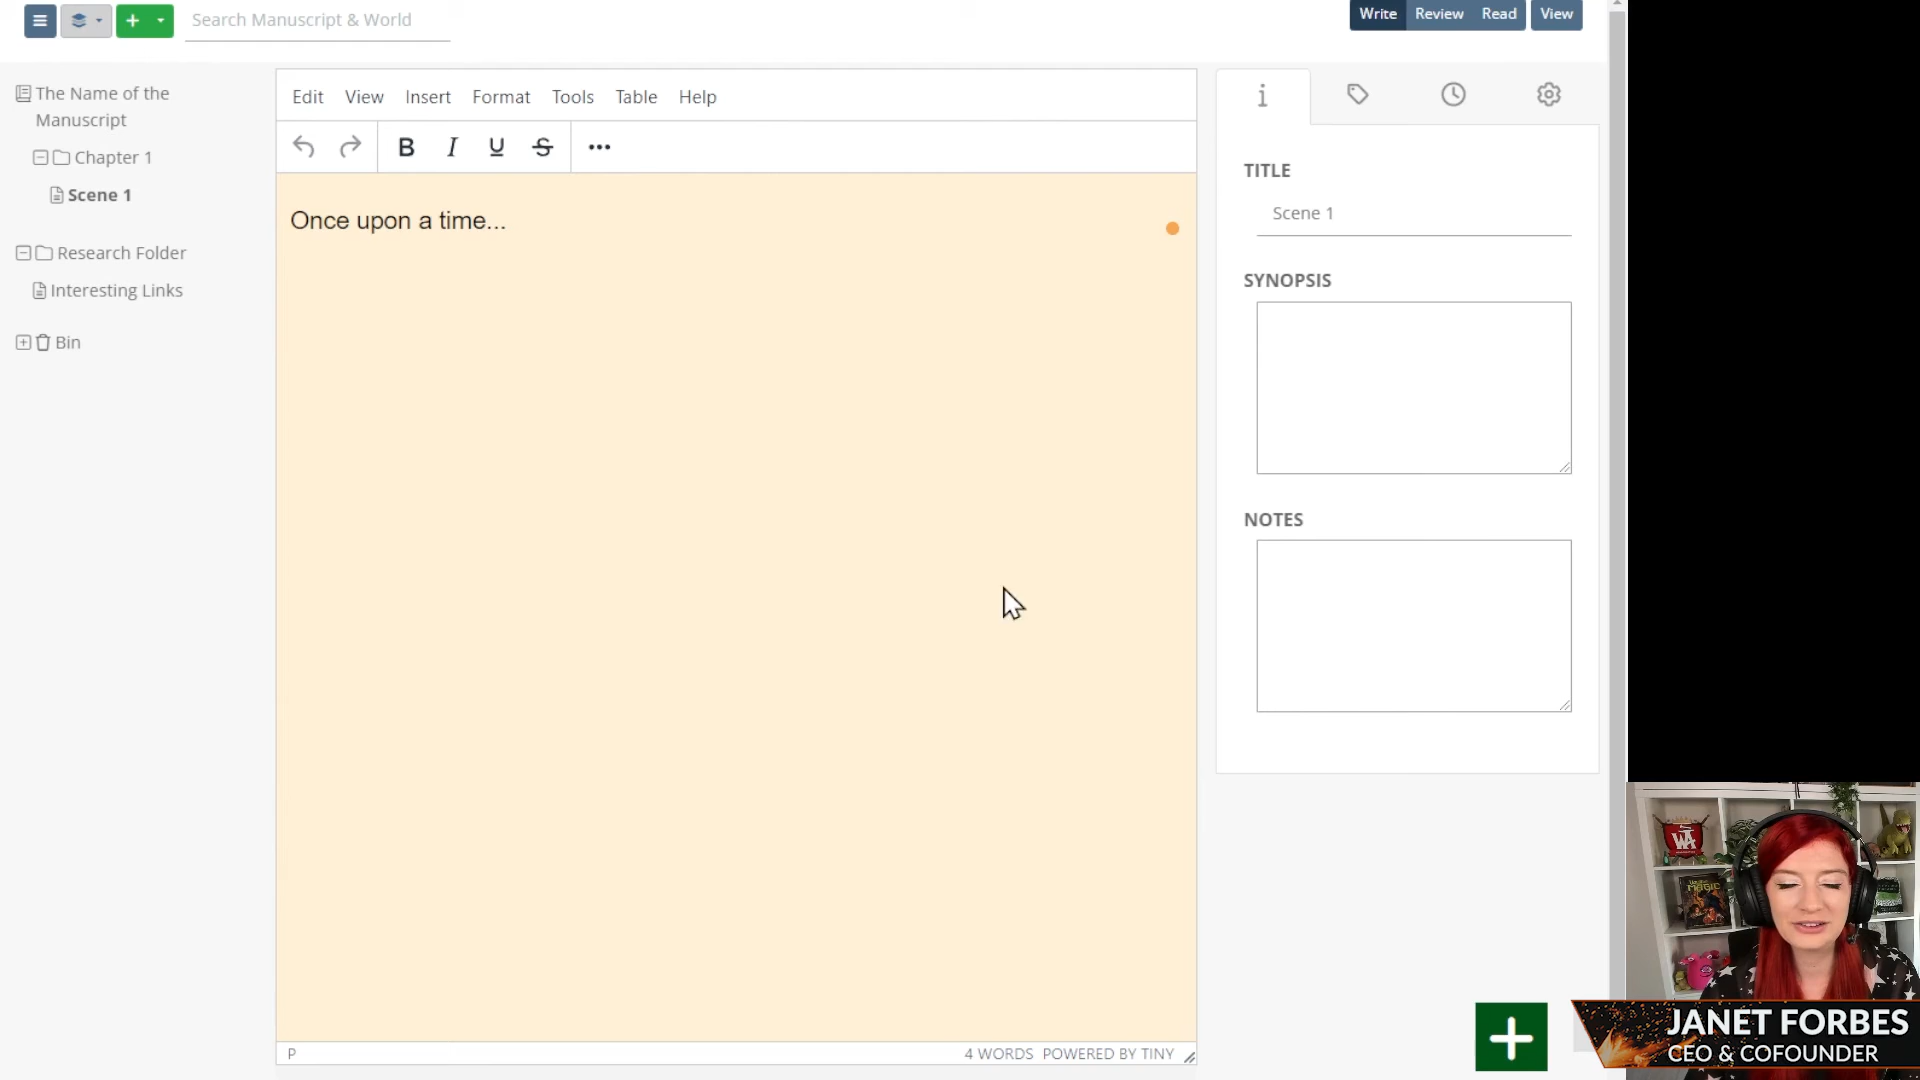 Search Manuscript & World
Write Review Read View
The Name of the
Manuscript
Chapter 1
Scene 1
Research Folder
Interesting Links
Bin
Edit View Insert Format Tools Table Help
B I U S
Once upon a time...
P
4 WORDS POWERED BY TINY
TITLE
Scene 1
SYNOPSIS
NOTES
WA
MAGIC
JANET FORBES
CEO & COFOUNDER